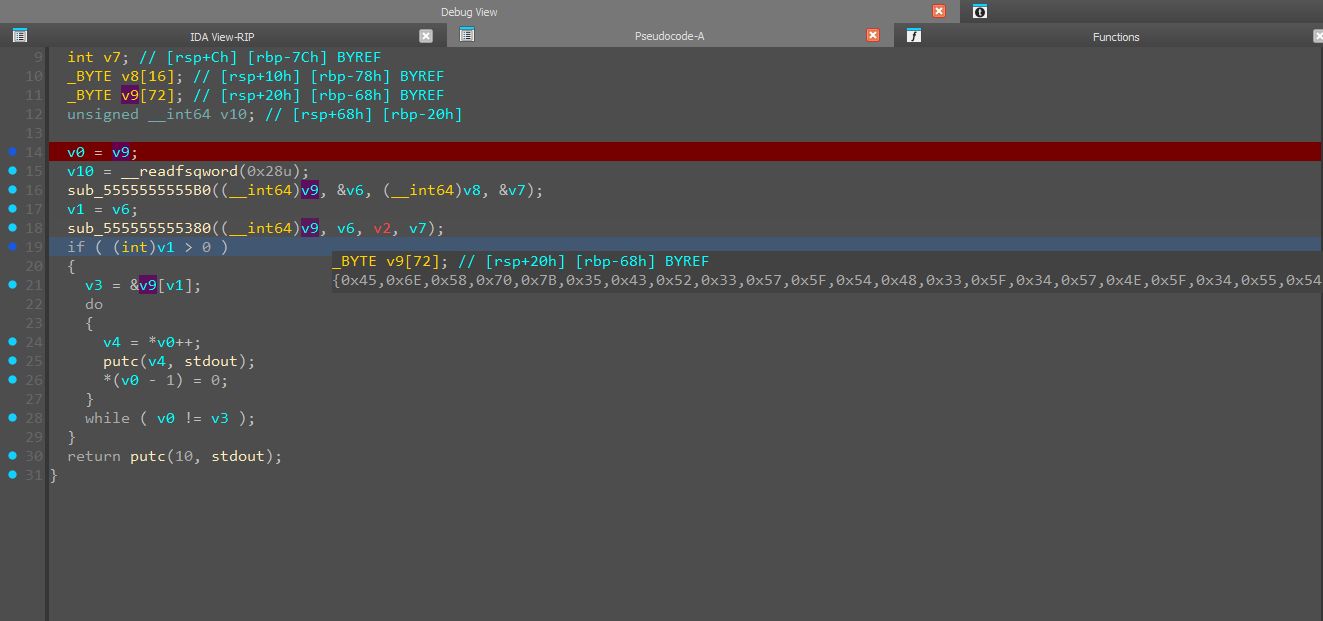 Debug View
IDA View-RIP
Pseudocode-A
Functions
9 int v7; // [rsp+Ch] [rbp-7Ch] BYREF
10 _BYTE v8[16]; // [rsp+10h] [rbp-78h] BYREF
11 _BYTE v9[72]; // [rsp+20h] [rbp-68h] BYREF
12 unsigned __int64 v10; // [rsp+68h] [rbp-20h]
13
14 v0 = v9;
15 v10 = __readfsqword(0x28u);
16 sub_5555555555B0((__int64)v9, &v6, (__int64)v8, &v7);
17 v1 = v6;
18 sub_555555555380((__int64)v9, v6, v2, v7);
19 if ( (int)v1 > 0 )
20 {
_BYTE v9[72]; // [rsp+20h] [rbp-68h] BYREF
{0x45,0x6E,0x58,0x70,0x7B,0x35,0x43,0x52,0x33,0x57,0x5F,0x54,0x48,0x33,0x5F,0x34,0x57,0x4E,0x5F,0x34,0x55,0x54
21 v3 = &v9[v1];
22 do
23 {
24 v4 = *v0++;
25 putc(v4, stdout);
26 *(v0 - 1) = 0;
27 }
28 while ( v0 != v3 );
29 }
30 return putc(10, stdout);
31 }